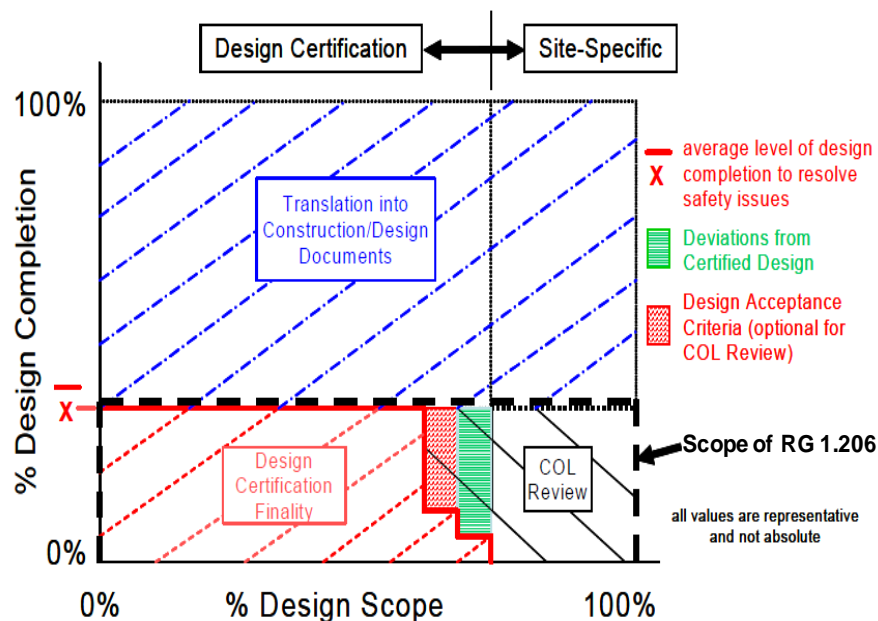 Design Certification
Site-Specific
100%
% Design Completion
Translation into
Construction/Design
Documents
average level of design
X completion to resolve
safety issues
Deviations from
Certified Design
Design Acceptance
Criteria (optional for
COL Review)
X
Scope of RG 1.206
Design
Certification
Finality
COL
Review
all values are representative
and not absolute
0%
0% % Design Scope 100%